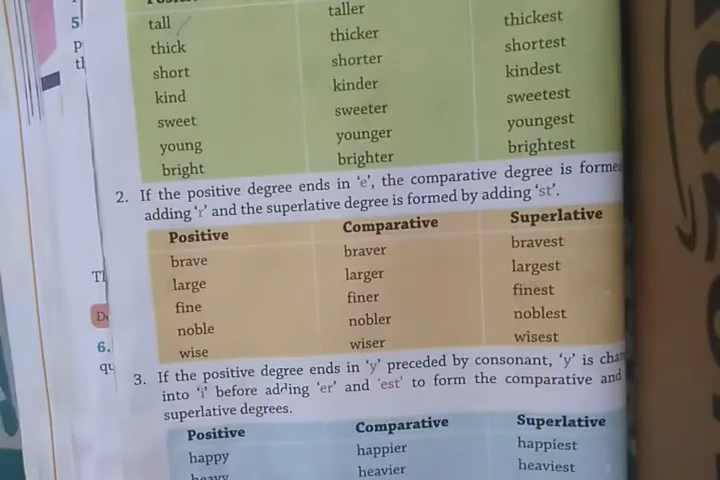 tall taller
thick thicker thickest
short shorter shortest
kind kinder kindest
sweet sweeter sweetest
young younger youngest
bright brighter brightest
2. If the positive degree ends in 'e', the comparative degree is
adding 'r' and the superlative degree is formed by adding 'st'.
Positive Comparative Superlative
brave braver bravest
large larger largest
fine finer finest
noble nobler noblest
wise wiser wisest
3. If the positive degree ends in 'y' preceded by consonant, 'y' is
into 'i' before adding 'er' and 'est' to form the comparative and
superlative degrees.
Positive Comparative Superlative
happy happier happiest
heavier heaviest
5
6.